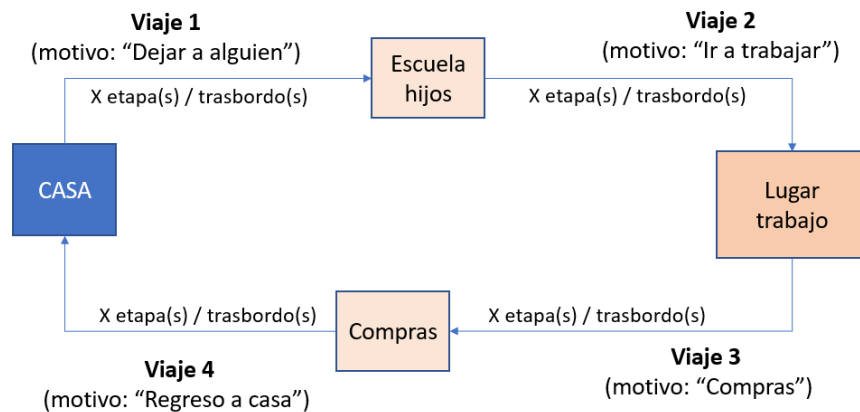 Viaje 1
(motivo: “Dejar a alguien”)
Viaje 2
(motivo: “Ir a trabajar”)
Escuela
hijos
X etapa(s) / trasbordo(s)
X etapa(s) / trasbordo(s)
CASA
Lugar
trabajo
X etapa(s) / trasbordo(s)
Compras
X etapa(s) / trasbordo(s)
Viaje 4
(motivo: “Regreso a casa”)
Viaje 3
(motivo: “Compras”)